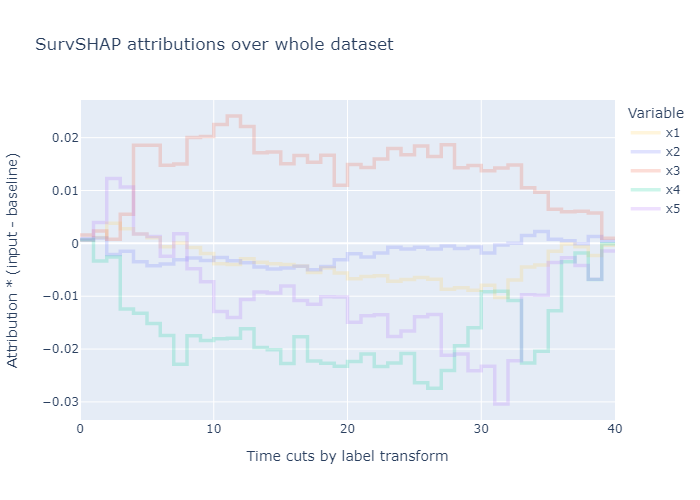 SurvSHAP attributions over whole dataset
Variable
x1
x2
x3
x4
x5
Attribution * (input - baseline)
0.02
0.01
0
−0.01
−0.02
−0.03
0
10
20
30
40
Time cuts by label transform